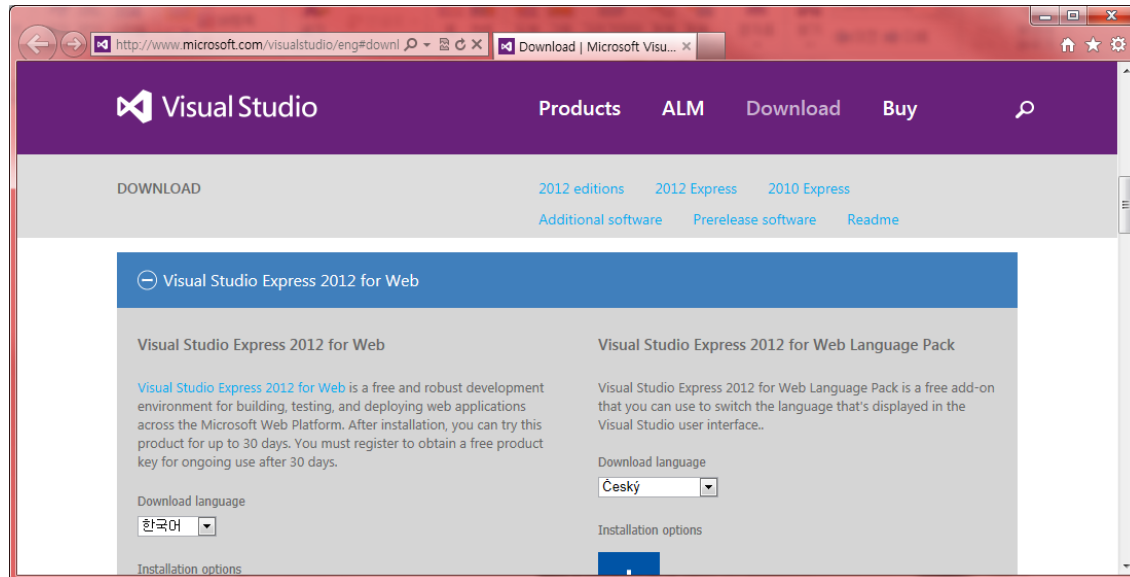 http://www.microsoft.com/visualstudio/eng#downl
Download | Microsoft Visu...
Visual Studio
Products ALM Download Buy
DOWNLOAD
2012 editions 2012 Express 2010 Express
Additional software Prerelease software Readme
Visual Studio Express 2012 for Web
Visual Studio Express 2012 for Web
Visual Studio Express 2012 for Web is a free and robust development
environment for building, testing, and deploying web applications
across the Microsoft Web Platform. After installation, you can try this
product for up to 30 days. You must register to obtain a free product
key for ongoing use after 30 days.
Download language
한국어
Installation options
Visual Studio Express 2012 for Web Language Pack
Visual Studio Express 2012 for Web Language Pack is a free add-on
that you can use to switch the language that's displayed in the
Visual Studio user interface..
Download language
Český
Installation options